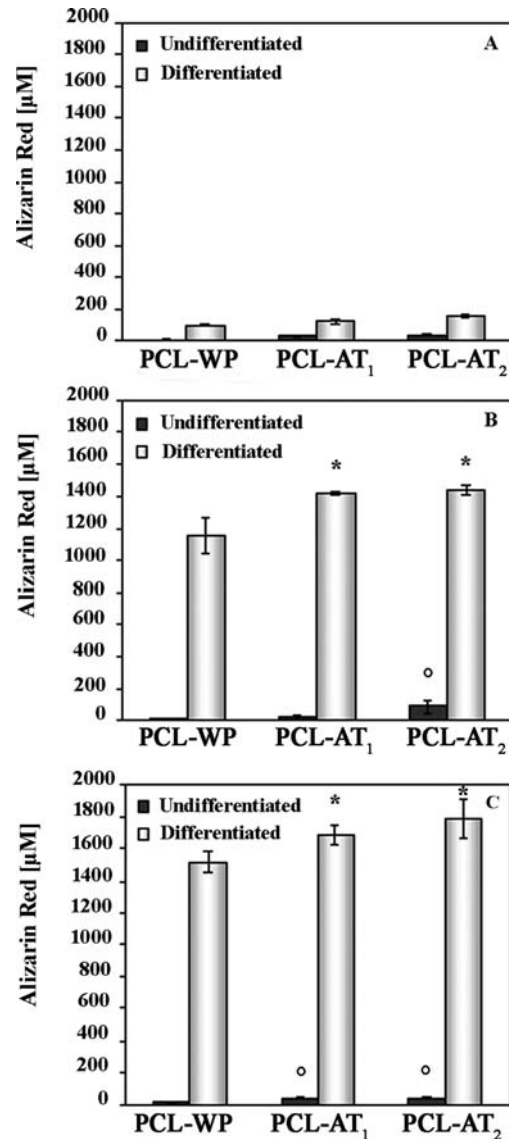 2000
Undifferentiated A
1800
Differentiated
1600
1400
1200
1000
800
600
400
200
0
Alizarin Red [µM]
PCL-WP PCL-AT₁ PCL-AT₂
2000
Undifferentiated B
1800
Differentiated
1600
* *
1400
1200
1000
800
600
400
200
0
Alizarin Red [µM]
PCL-WP PCL-AT₁ PCL-AT₂
2000
Undifferentiated * * C
1800
Differentiated
1600
1400
1200
1000
800
600
400
200
0
Alizarin Red [µM]
PCL-WP PCL-AT₁ PCL-AT₂